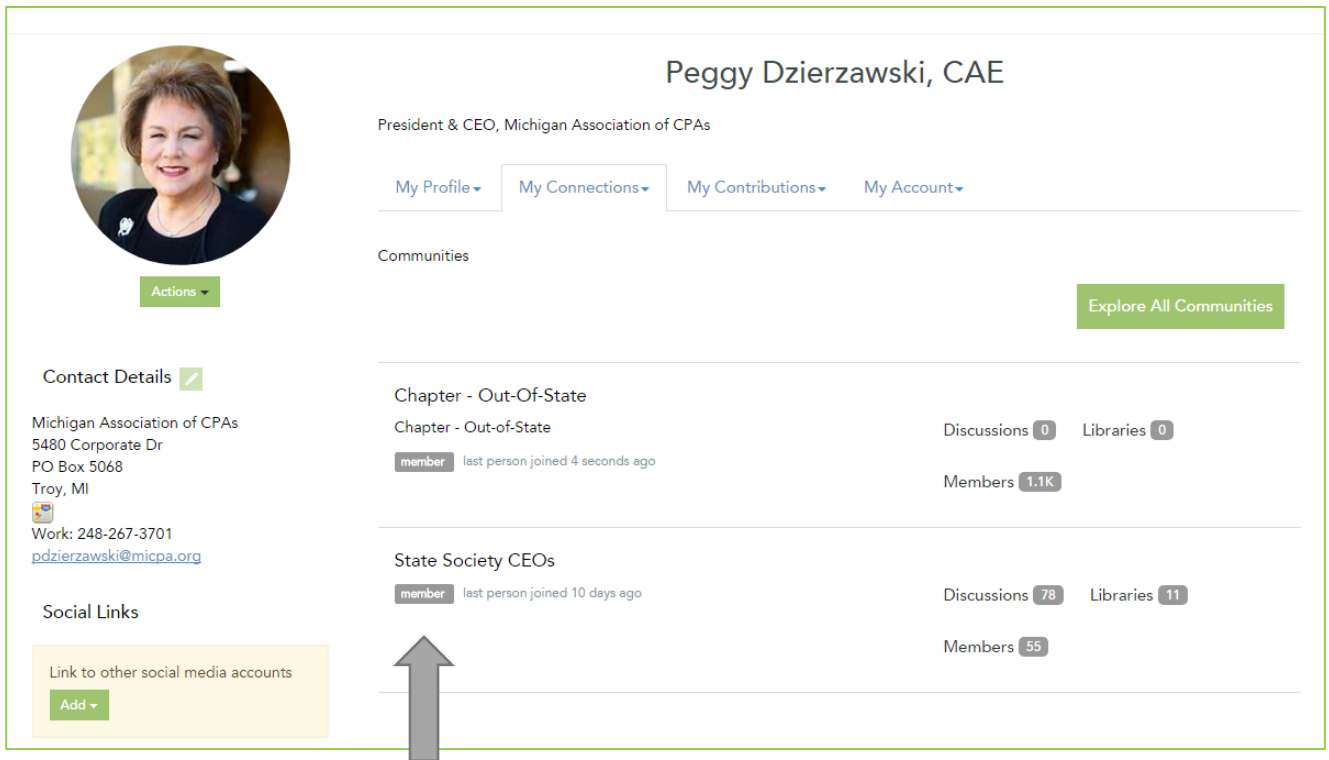 Peggy Dzierzawski, CAE
President & CEO, Michigan Association of CPAs
My Profile My Connections My Contributions My Account
Communities
Actions
Explore All Communities
Contact Details
Michigan Association of CPAs
5480 Corporate Dr
PO Box 5068
Troy, MI
Work: 248-267-3701
pdzierzawski@micpa.org
Social Links
Link to other social media accounts
Add
Chapter - Out-Of-State
Chapter - Out-of-State
member last person joined 4 seconds ago
Discussions 0 Libraries 0
Members 1.1K
State Society CEOs
member last person joined 10 days ago
Discussions 78 Libraries 11
Members 55